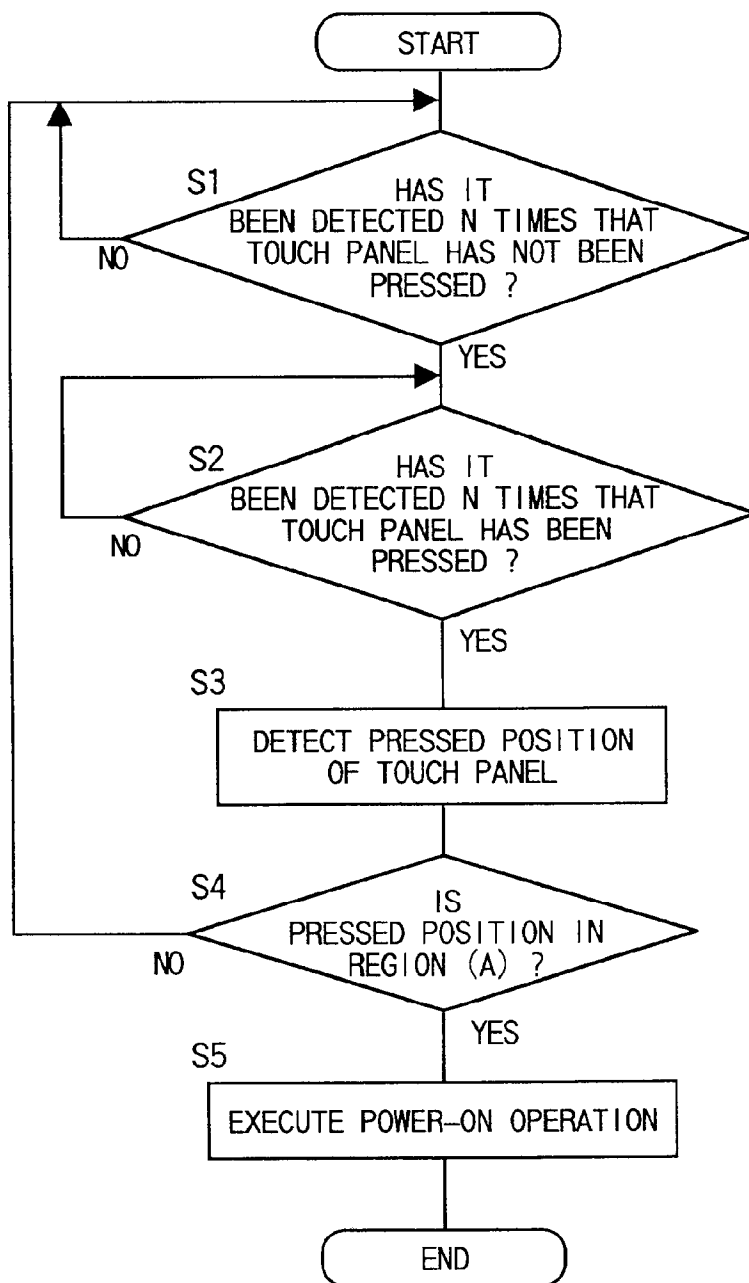 START
S1
HAS IT
BEEN DETECTED N TIMES THAT
TOUCH PANEL HAS NOT BEEN
PRESSED ?
NO
YES
S2
HAS IT
BEEN DETECTED N TIMES THAT
TOUCH PANEL HAS BEEN
PRESSED ?
NO
YES
S3
DETECT PRESSED POSITION
OF TOUCH PANEL
S4
IS
PRESSED POSITION IN
REGION (A) ?
NO
YES
S5
EXECUTE POWER-ON OPERATION
END